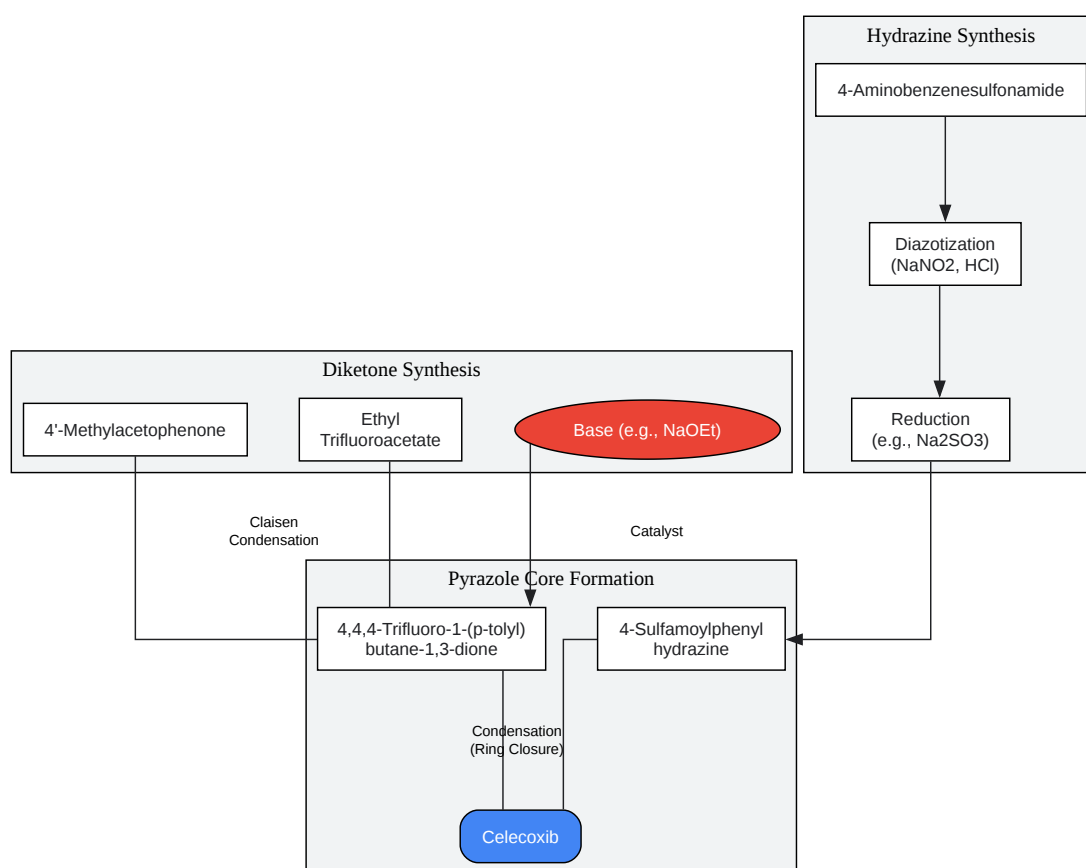 Hydrazine Synthesis
4-Aminobenzenesulfonamide
Diazotization
(NaNO2, HCl)
Reduction
(e.g., Na2SO3)
Diketone Synthesis
4'-Methylacetophenone
Ethyl
Trifluoroacetate
Base (e.g., NaOEt)
Claisen
Condensation
Catalyst
Pyrazole Core Formation
4,4,4-Trifluoro-1-(p-tolyl)
butane-1,3-dione
4-Sulfamoylphenyl
hydrazine
Condensation
(Ring Closure)
Celecoxib